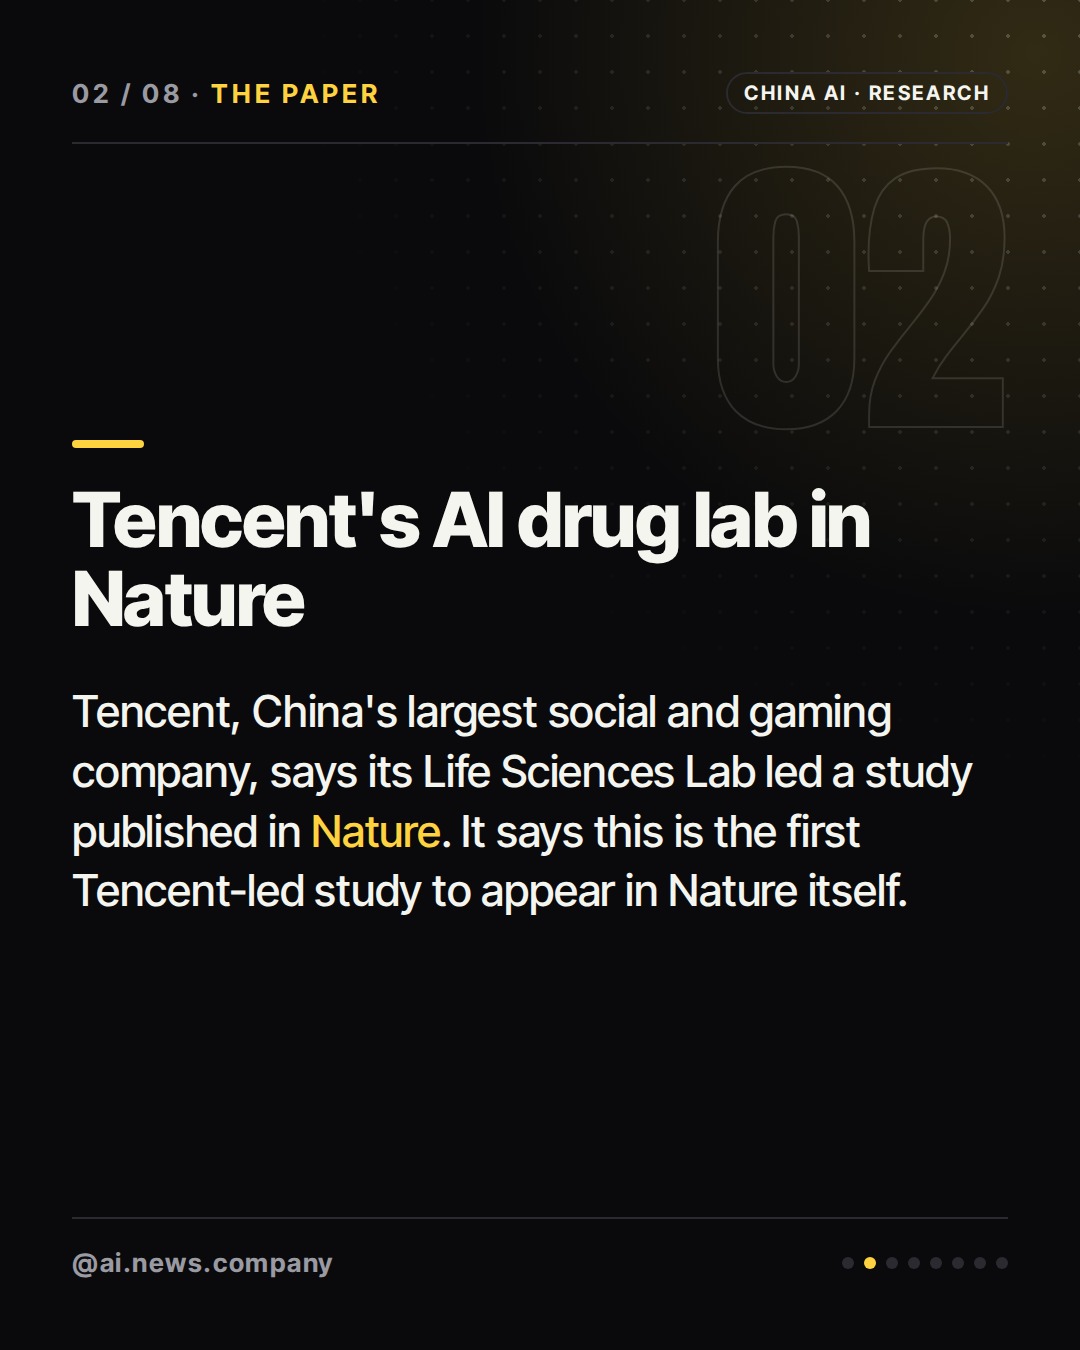 02 / 08 · THE PAPER
CHINA AI · RESEARCH
02
Tencent's AI drug lab in
Nature
Tencent, China's largest social and gaming
company, says its Life Sciences Lab led a study
published in Nature. It says this is the first
Tencent-led study to appear in Nature itself.
@ai.news.company